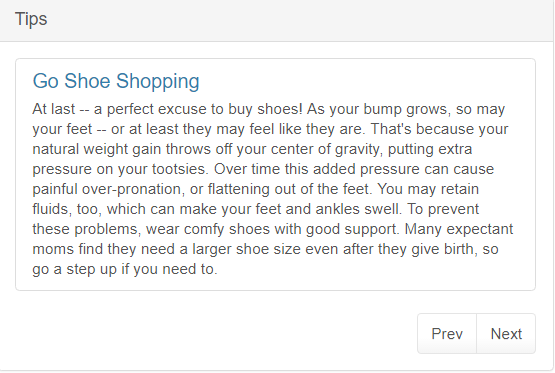 Tips
Go Shoe Shopping
At last -- a perfect excuse to buy shoes! As your bump grows, so may
your feet -- or at least they may feel like they are. That's because your
natural weight gain throws off your center of gravity, putting extra
pressure on your tootsies. Over time this added pressure can cause
painful over-pronation, or flattening out of the feet. You may retain
fluids, too, which can make your feet and ankles swell. To prevent
these problems, wear comfy shoes with good support. Many expectant
moms find they need a larger shoe size even after they give birth, so
go a step up if you need to.
Prev Next